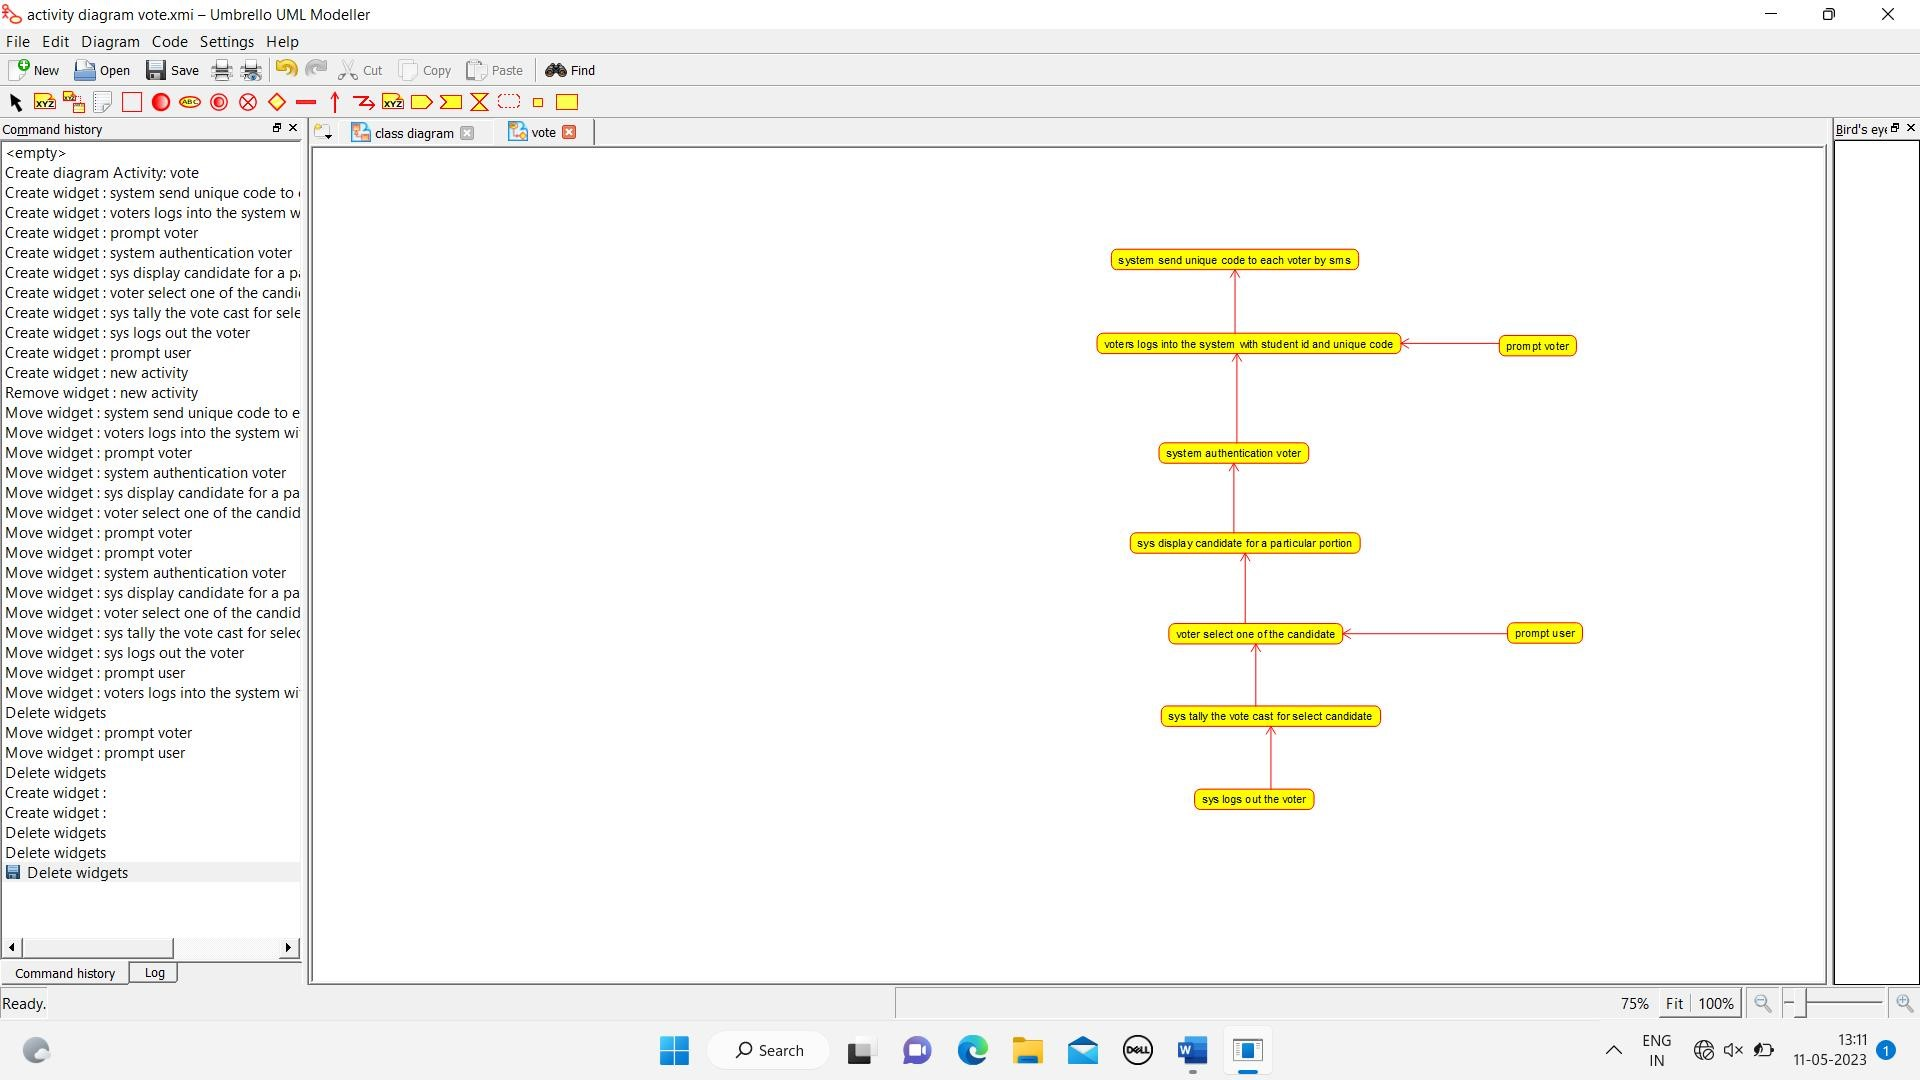 activity diagram vote.xmi – Umbrello UML Modeller
File Edit Diagram Code Settings Help
New Open Save Cut Copy Paste Find
XYZ XYZ ABC XYZ
Command history
class diagram
vote
Bird's eye
<empty>
Create diagram Activity: vote
Create widget : system send unique code to
Create widget : voters logs into the system w
Create widget : prompt voter
Create widget : system authentication voter
Create widget : sys display candidate for a pa
Create widget : voter select one of the candi
Create widget : sys tally the vote cast for sele
Create widget : sys logs out the voter
Create widget : prompt user
Create widget : new activity
Remove widget : new activity
Move widget : system send unique code to e
Move widget : voters logs into the system wi
Move widget : prompt voter
Move widget : system authentication voter
Move widget : sys display candidate for a pa
Move widget : voter select one of the candid
Move widget : prompt voter
Move widget : prompt voter
Move widget : system authentication voter
Move widget : sys display candidate for a pa
Move widget : voter select one of the candid
Move widget : sys tally the vote cast for selec
Move widget : sys logs out the voter
Move widget : prompt user
Move widget : voters logs into the system wi
Delete widgets
Move widget : prompt voter
Move widget : prompt user
Delete widgets
Create widget :
Create widget :
Delete widgets
Delete widgets
Delete widgets
Command history
Log
system send unique code to each voter by sms
voters logs into the system with student id and unique code
prompt voter
system authentication voter
sys display candidate for a particular portion
voter select one of the candidate
prompt user
sys tally the vote cast for select candidate
sys logs out the voter
Ready.
75% Fit 100%
Search
DELL
W
ENG
IN
13:11
11-05-2023
1